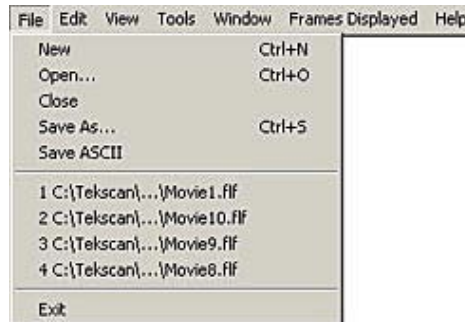 File Edit View Tools Window Frames Displayed Help
New Ctrl+N
Open... Ctrl+O
Close
Save As... Ctrl+S
Save ASCII
1 C:\Tekscan\...\Movie1.flf
2 C:\Tekscan\...\Movie10.flf
3 C:\Tekscan\...\Movie9.flf
4 C:\Tekscan\...\Movie8.flf
Exit